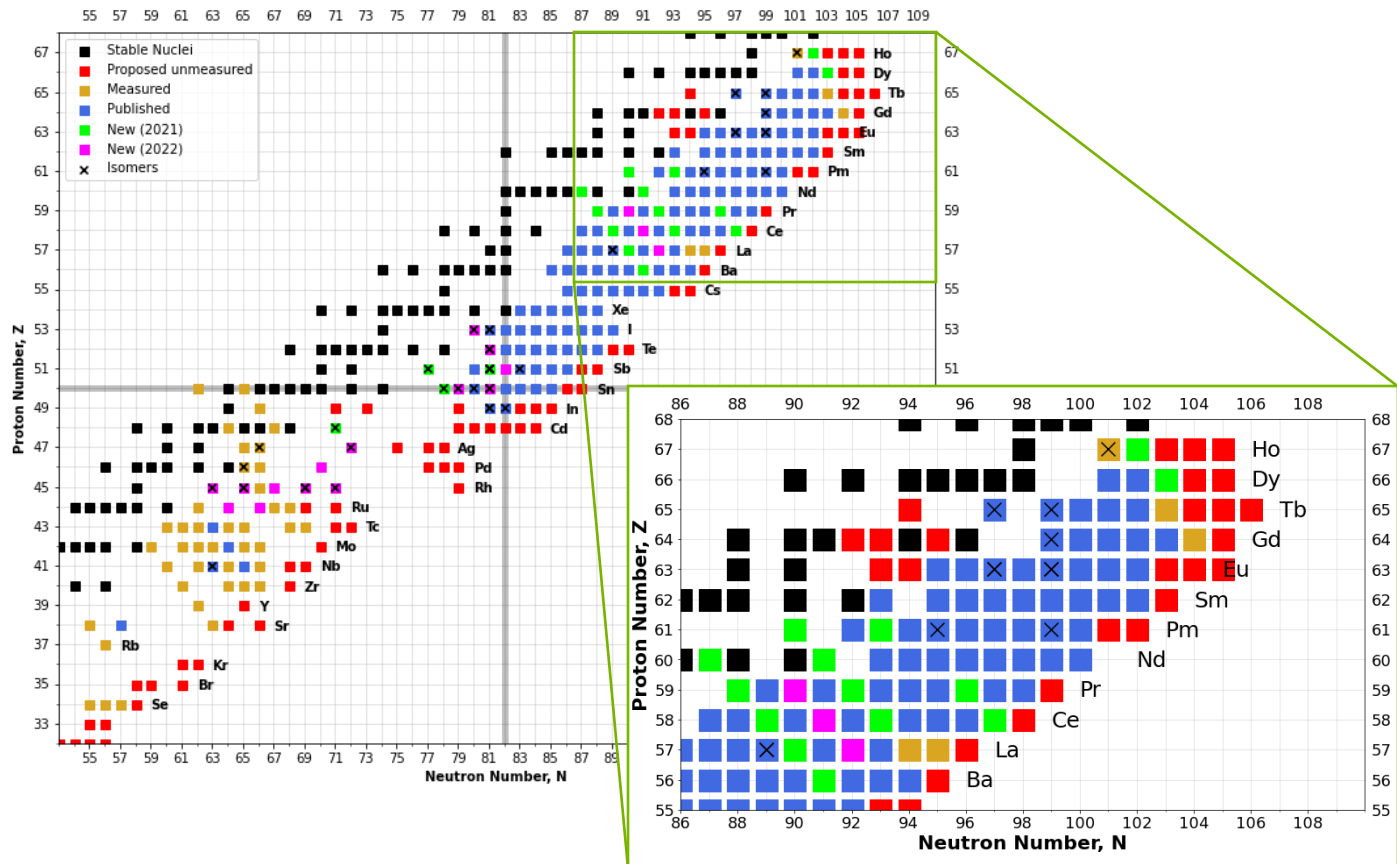 55 57 59 61 63 65 67 69 71 73 75 77 79 81 83 85 87 89 91 93 95 97 99 101 103 105 107 109
Stable Nuclei
Proposed unmeasured
Measured
Published
New (2021)
New (2022)
Isomers
Proton Number, Z
67
65
63
61
59
57
55
53
51
49
47
45
43
41
39
37
35
33
67
65
63
61
59
57
55
53
51
Ho
Dy
Tb
Gd
Eu
Sm
Pm
Nd
Pr
Ce
La
Ba
Cs
Xe
I
Te
Sb
Sn
In
Cd
Ag
Pd
Rh
Ru
Tc
Mo
Nb
Zr
Y
Sr
Rb
Kr
Br
Se
55 57 59 61 63 65 67 69 71 73 75 77 79 81 83 85 87
Neutron Number, N
86 88 90 92 94 96 98 100 102 104 106 108
Proton Number, Z
68
67
66
65
64
63
62
61
60
59
58
57
56
55
68
67
66
65
64
63
62
61
60
59
58
57
56
55
Ho
Dy
Tb
Gd
Eu
Sm
Pm
Nd
Pr
Ce
La
Ba
86 88 90 92 94 96 98 100 102 104 106 108
Neutron Number, N